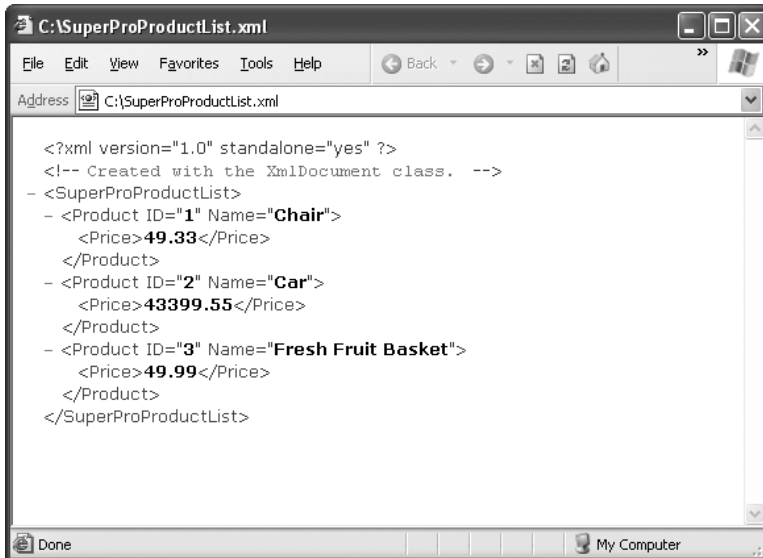 C:\SuperProProductList.xml
File Edit View Favorites Tools Help Back »
Address C:\SuperProProductList.xml
<?xml version="1.0" standalone="yes" ?>
<!-- Created with the XmlDocument class. -->
- <SuperProProductList>
- <Product ID="1" Name="Chair">
<Price>49.33</Price>
</Product>
- <Product ID="2" Name="Car">
<Price>43399.55</Price>
</Product>
- <Product ID="3" Name="Fresh Fruit Basket">
<Price>49.99</Price>
</Product>
</SuperProProductList>
Done My Computer